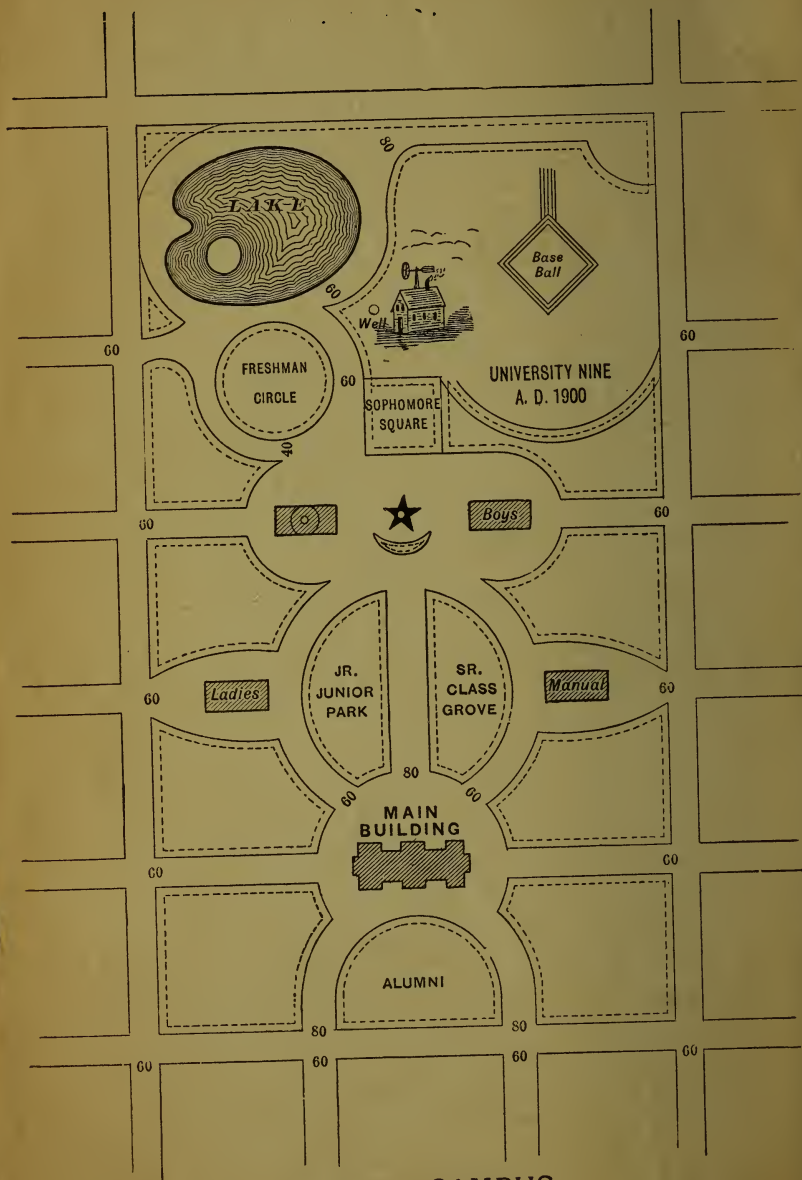 80
LAKE
Base
Ball
60
Well
60
60
FRESHMAN
CIRCLE
60
UNIVERSITY NINE
A. D. 1900
SOPHOMORE
SQUARE
40
60
Boys
60
JR.
JUNIOR
PARK
SR.
CLASS
GROVE
Ladies
Manual
60
60
80
60
60
MAIN
BUILDING
60
60
ALUMNI
80
80
60
60
60
60
CAMPUS